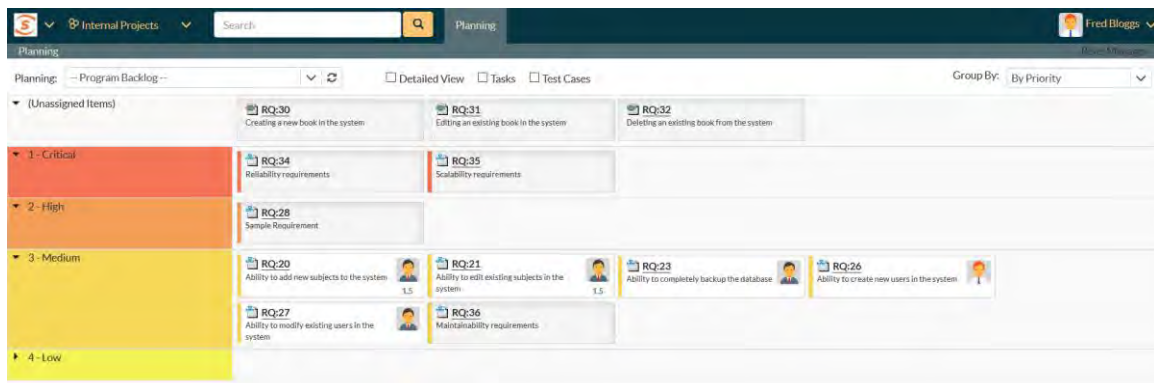 Internal Projects
Search
Planning
Fred Bloggs
Planning
Planning: -- Program Backlog --
Detailed View
Tasks
Test Cases
Group By: By Priority
(Unassigned Items)
RQ:30
Creating a new book in the system
RQ:31
Editing an existing book in the system
RQ:32
Deleting an existing book from the system
1 - Critical
RQ:34
Reliability requirements
RQ:35
Scalability requirements
2 - High
RQ:28
Sample Requirement
3 - Medium
RQ:20
Ability to add new subjects to the system
1.5
RQ:21
Ability to edit existing subjects in the
system
1.5
RQ:23
Ability to completely backup the database
RQ:26
Ability to create new users in the system
RQ:27
Ability to modify existing users in the
system
RQ:36
Maintainability requirements
4 - Low